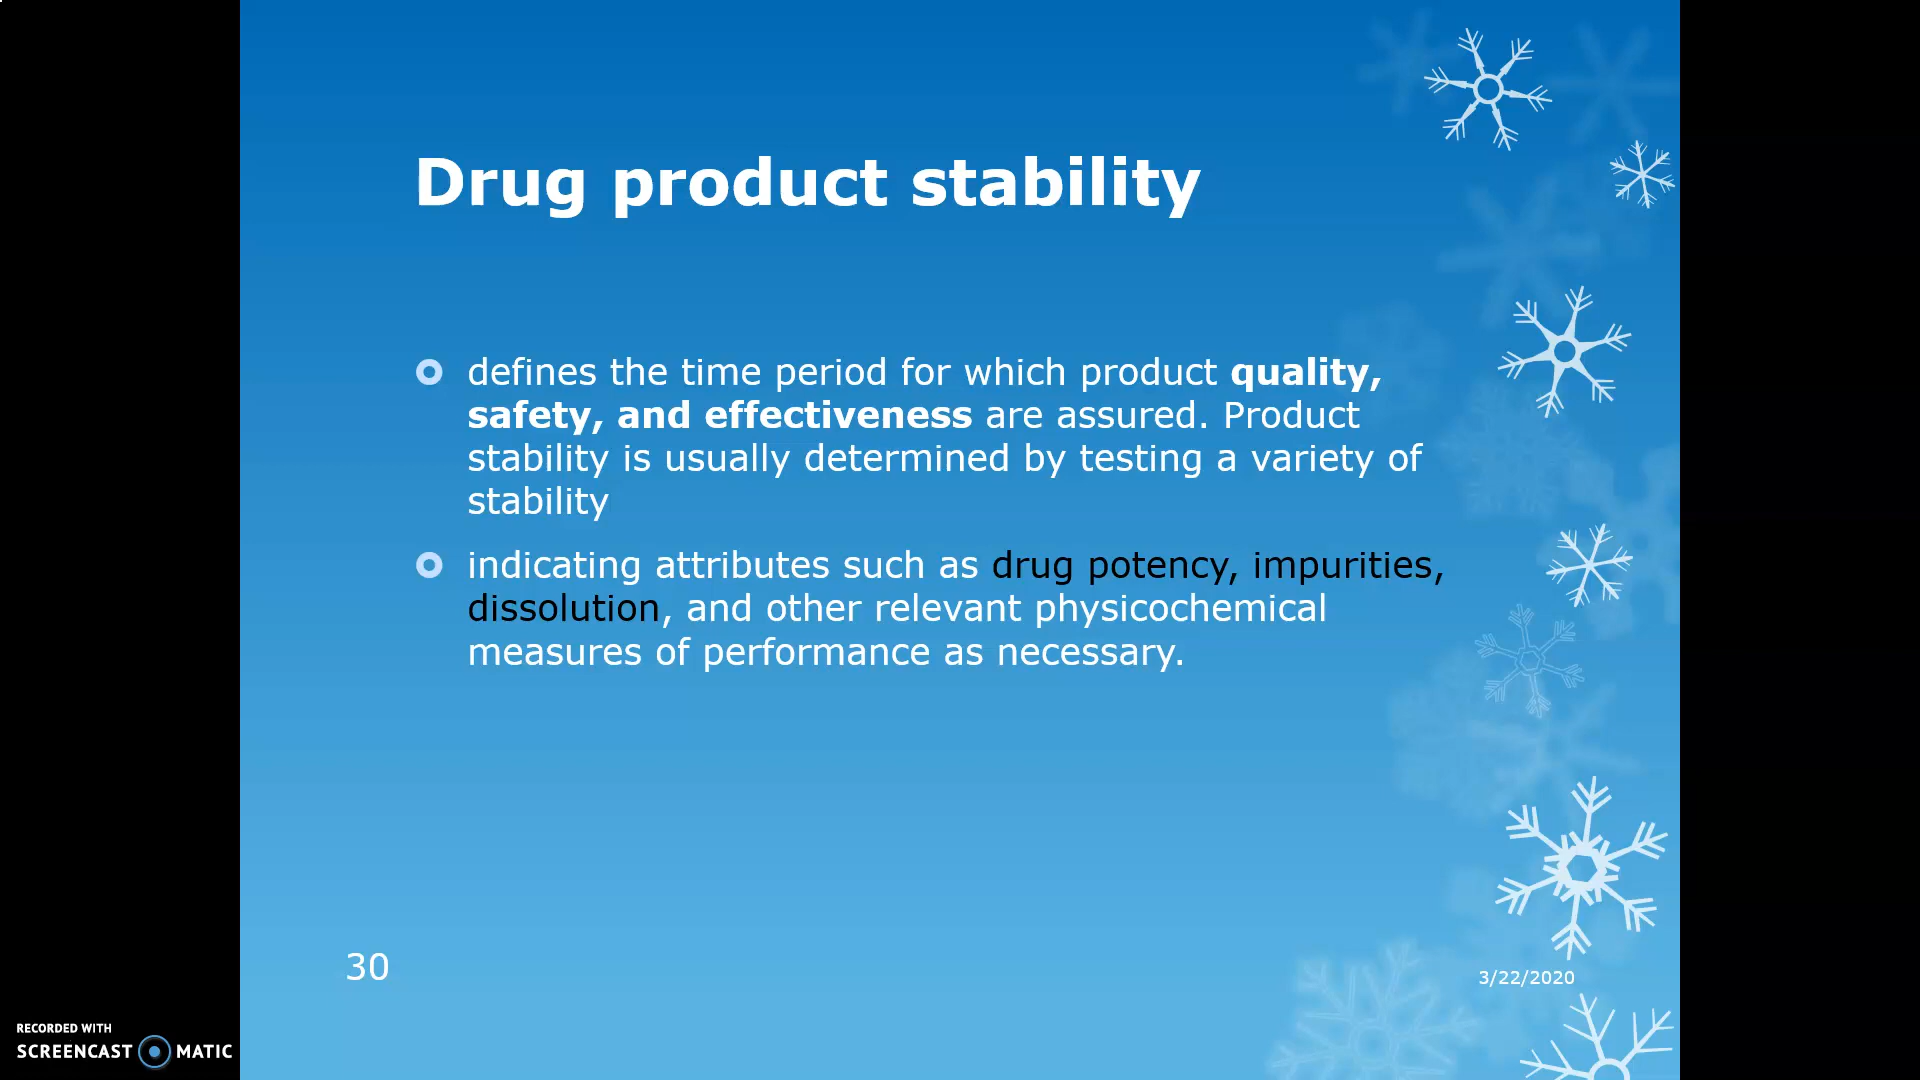 Drug product stability
defines the time period for which product quality,
safety, and effectiveness are assured. Product
stability is usually determined by testing a variety of
stability
indicating attributes such as drug potency, impurities,
dissolution, and other relevant physicochemical
measures of performance as necessary.
30
3/22/2020
RECORDED WITH
SCREENCAST MATIC